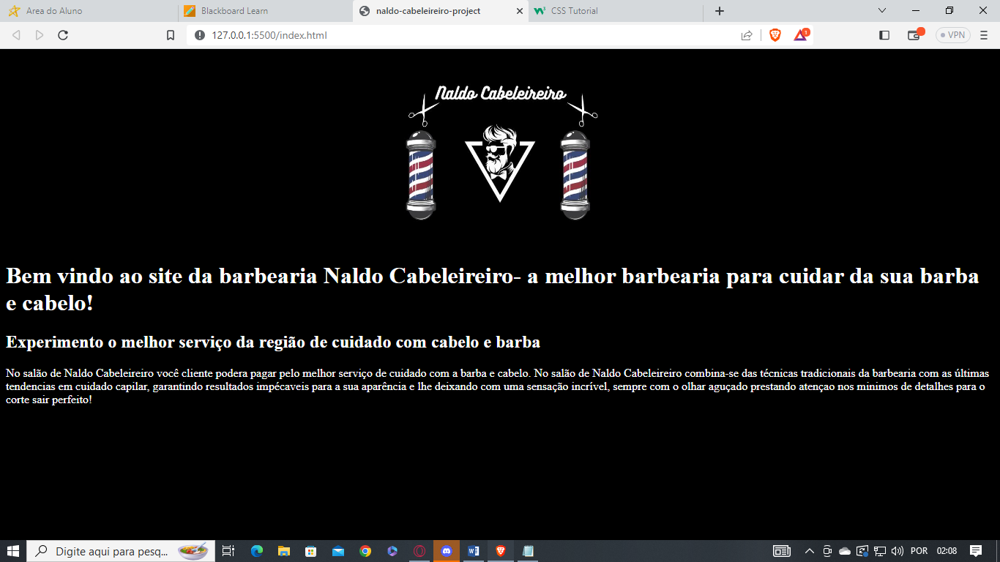 Area do Aluno
Blackboard Learn
naldo-cabeleireiro-project
CSS Tutorial
127.0.0.1:5500/index.html
1
VPN
Naldo Cabeleireiro
Bem vindo ao site da barbearia Naldo Cabeleireiro- a melhor barbearia para cuidar da sua barba
e cabelo!
Experimento o melhor serviço da região de cuidado com cabelo e barba
No salão de Naldo Cabeleireiro você cliente podera pagar pelo melhor serviço de cuidado com a barba e cabelo. No salão de Naldo Cabeleireiro combina-se das técnicas tradicionais da barbearia com as últimas
tendencias em cuidado capilar, garantindo resultados impécaveis para a sua aparência e lhe deixando com uma sensação incrível, sempre com o olhar aguçado prestando atençao nos minimos de detalhes para o
corte sair perfeito!
Digite aqui para pesq...
POR
02:08